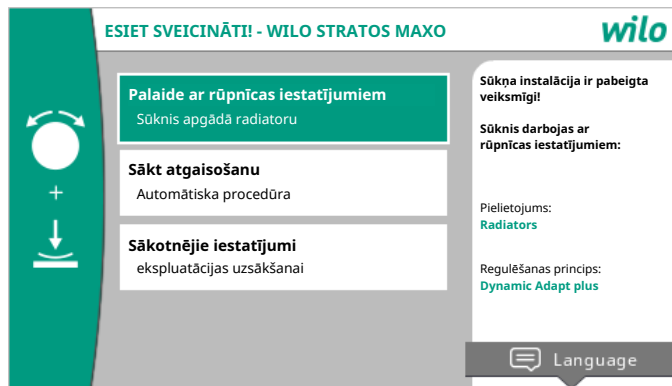 ESIET SVEICINĀTI! - WILO STRATOS MAXO
wilo
Palaide ar rūpnīcas iestatījumiem
Sūknis apgādā radiatoru
Sākt atgaisošanu
Automātiska procedūra
Sākotnējie iestatījumi
ekspluatācijas uzsākšanai
+
Sūkņa instalācija ir pabeigta
veiksmīgi!
Sūknis darbojas ar
rūpnīcas iestatījumiem:
Pielietojums:
Radiators
Regulēšanas princips:
Dynamic Adapt plus
Language